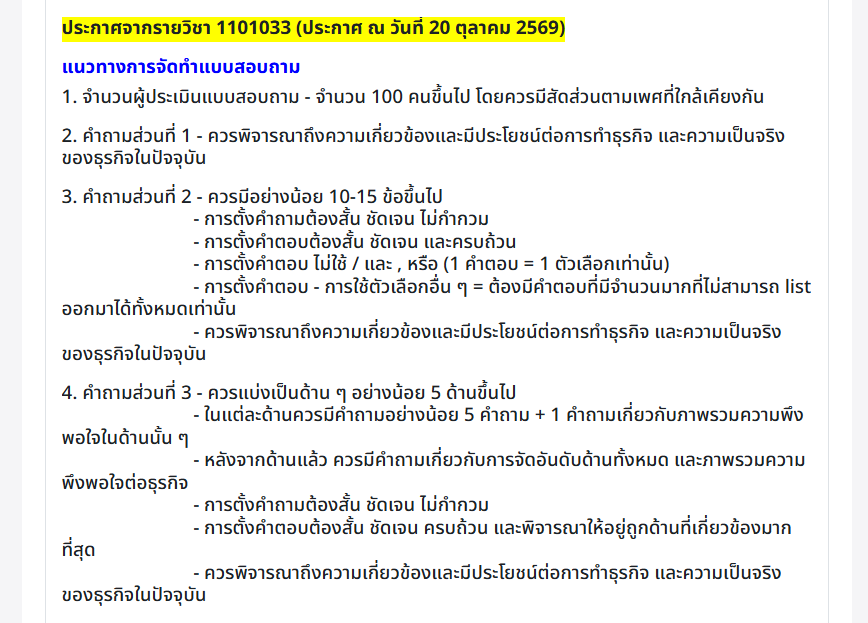 ประกาศจากรายวิชา 1101033 (ประกาศ ณ วันที่ 20 ตุลาคม 2569)
แนวทางการจัดทำแบบสอบถาม
1. จำนวนผู้ประเมินแบบสอบถาม - จำนวน 100 คนขึ้นไป โดยควรมีสัดส่วนตามเพศที่ใกล้เคียงกัน
2. คำถามส่วนที่ 1 - ควรพิจารณาถึงความเกี่ยวข้องและมีประโยชน์ต่อการทำธุรกิจ และความเป็นจริง
ของธุรกิจในปัจจุบัน
3. คำถามส่วนที่ 2 - ควรมีอย่างน้อย 10-15 ข้อขึ้นไป
- การตั้งคำถามต้องสั้น ชัดเจน ไม่กำกวม
- การตั้งคำตอบต้องสั้น ชัดเจน และครบถ้วน
- การตั้งคำตอบ ไม่ใช้ / และ , หรือ (1 คำตอบ = 1 ตัวเลือกเท่านั้น)
- การตั้งคำตอบ - การใช้ตัวเลือกอื่น ๆ = ต้องมีคำตอบที่มีจำนวนมากที่ไม่สามารถ list
ออกมาได้ทั้งหมดเท่านั้น
- ควรพิจารณาถึงความเกี่ยวข้องและมีประโยชน์ต่อการทำธุรกิจ และความเป็นจริง
ของธุรกิจในปัจจุบัน
4. คำถามส่วนที่ 3 - ควรแบ่งเป็นด้าน ๆ อย่างน้อย 5 ด้านขึ้นไป
- ในแต่ละด้านควรมีคำถามอย่างน้อย 5 คำถาม + 1 คำถามเกี่ยวกับภาพรวมความพึง
พอใจในด้านนั้น ๆ
- หลังจากด้านแล้ว ควรมีคำถามเกี่ยวกับการจัดอันดับด้านทั้งหมด และภาพรวมความ
พึงพอใจต่อธุรกิจ
- การตั้งคำถามต้องสั้น ชัดเจน ไม่กำกวม
- การตั้งคำตอบต้องสั้น ชัดเจน ครบถ้วน และพิจารณาให้อยู่ถูกด้านที่เกี่ยวข้องมาก
ที่สุด
- ควรพิจารณาถึงความเกี่ยวข้องและมีประโยชน์ต่อการทำธุรกิจ และความเป็นจริง
ของธุรกิจในปัจจุบัน